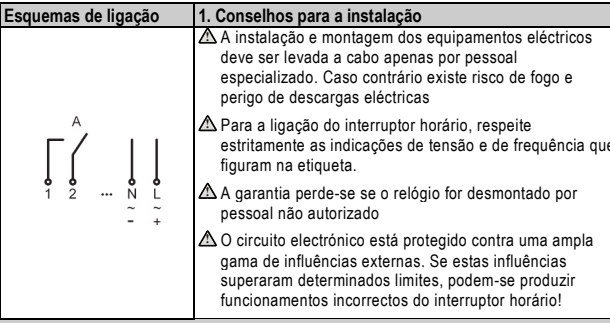 Esquemas de ligação
A
1 2 ... N L
~ ~
- +
1. Conselhos para a instalação
⚠ A instalação e montagem dos equipamentos eléctricos
deve ser levada a cabo apenas por pessoal
especializado. Caso contrário existe risco de fogo e
perigo de descargas eléctricas
⚠ Para a ligação do interruptor horário, respeite
estritamente as indicações de tensão e de frequência que
figuram na etiqueta.
⚠ A garantia perde-se se o relógio for desmontado por
pessoal não autorizado
⚠ O circuito electrónico está protegido contra uma ampla
gama de influências externas. Se estas influências
superaram determinados limites, podem-se produzir
funcionamentos incorrectos do interruptor horário!